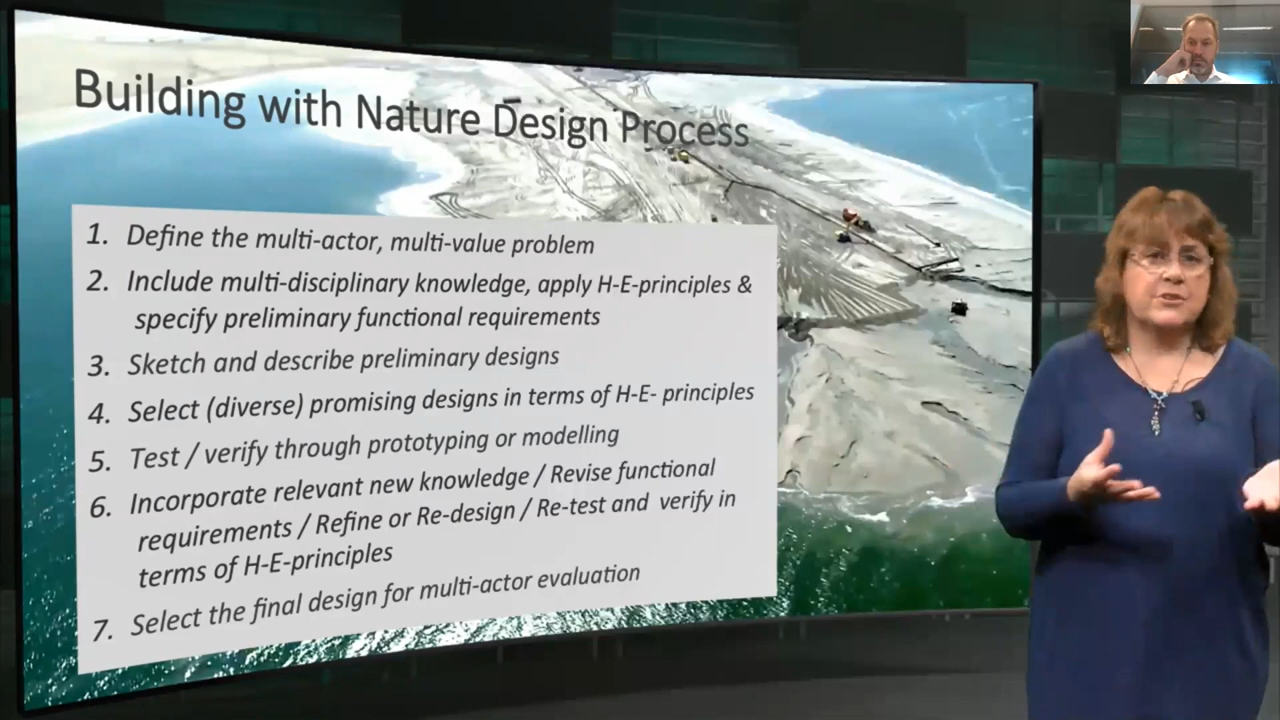 Building with Nature Design Process
1. Define the multi-actor, multi-value problem
2. Include multi-disciplinary knowledge, apply H-E-principles &
specify preliminary functional requirements
3. Sketch and describe preliminary designs
4. Select (diverse) promising designs in terms of H-E- principles
5. Test / verify through prototyping or modelling
6. Incorporate relevant new knowledge / Revise functional
requirements / Refine or Re-design / Re-test and verify in
terms of H-E-principles
7. Select the final design for multi-actor evaluation